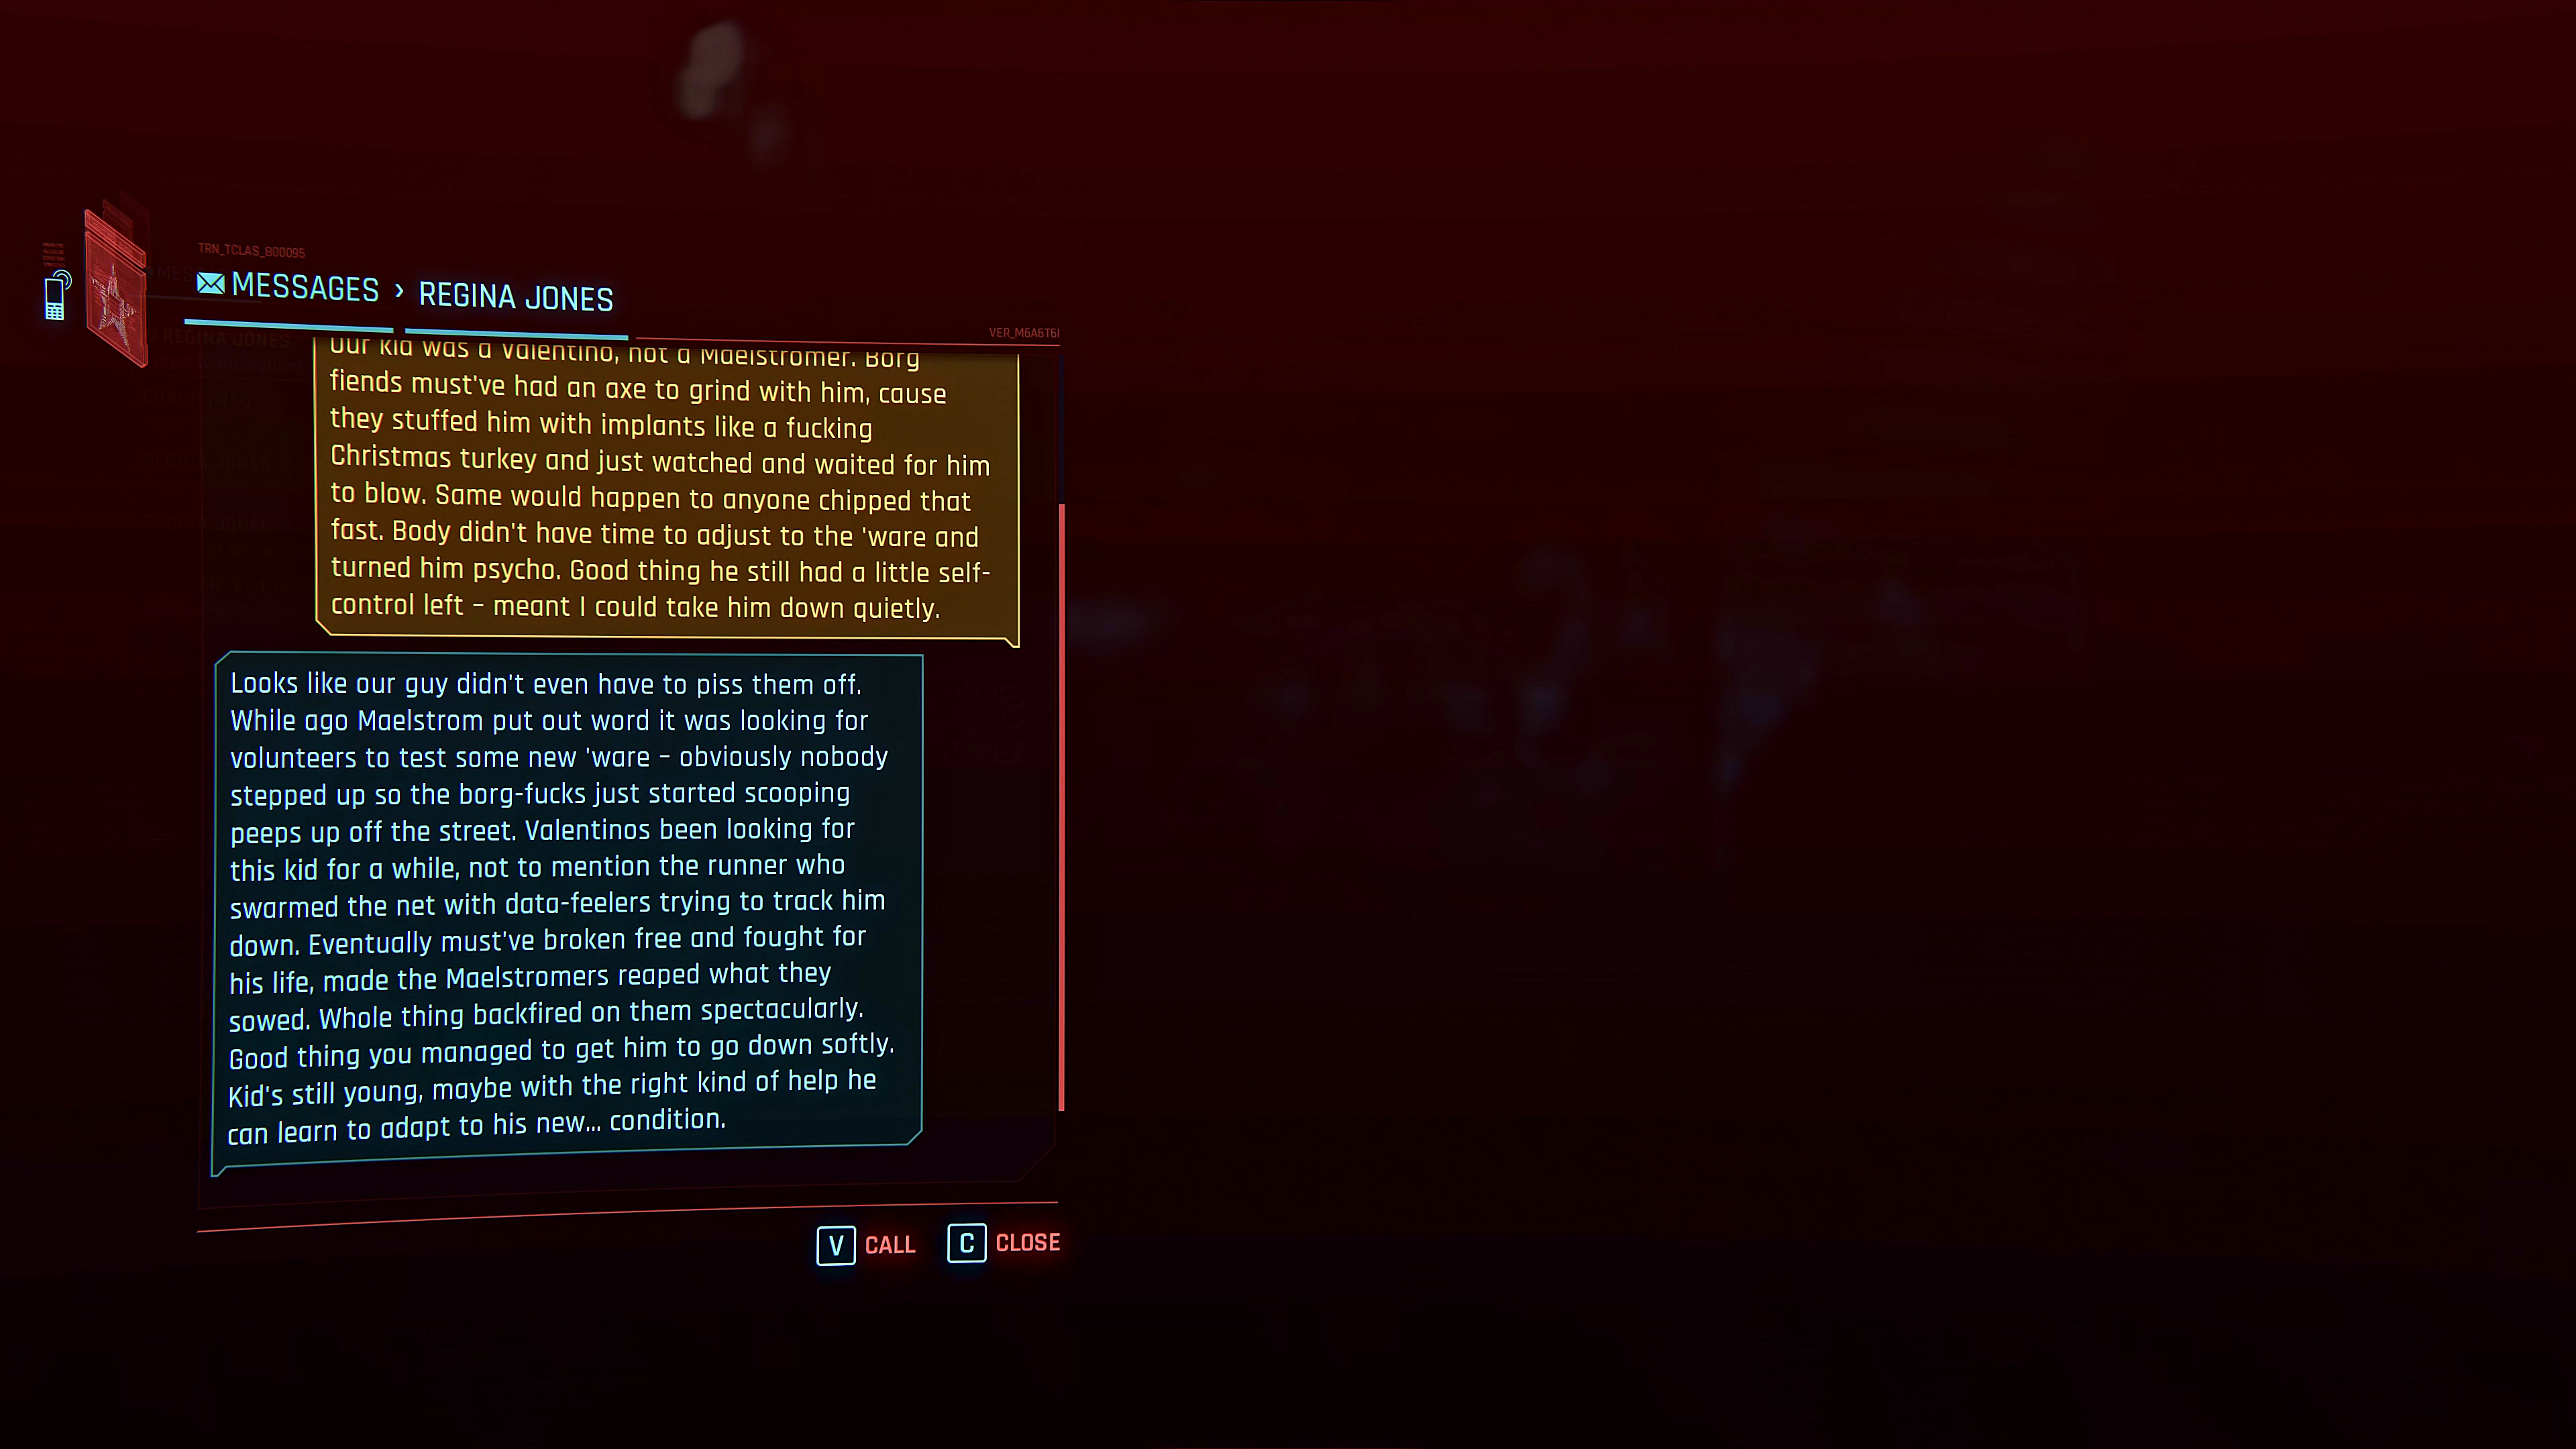 TRN_TCLAS_800095
MESSAGES › REGINA JONES
VER_M6A6T6I
Our kid was a Valentino, not a Maelstromer. Borg
fiends must've had an axe to grind with him, cause
they stuffed him with implants like a fucking
Christmas turkey and just watched and waited for him
to blow. Same would happen to anyone chipped that
fast. Body didn't have time to adjust to the 'ware and
turned him psycho. Good thing he still had a little self-
control left – meant I could take him down quietly.
Looks like our guy didn't even have to piss them off.
While ago Maelstrom put out word it was looking for
volunteers to test some new 'ware – obviously nobody
stepped up so the borg-fucks just started scooping
peeps up off the street. Valentinos been looking for
this kid for a while, not to mention the runner who
swarmed the net with data-feelers trying to track him
down. Eventually must've broken free and fought for
his life, made the Maelstromers reaped what they
sowed. Whole thing backfired on them spectacularly.
Good thing you managed to get him to go down softly.
Kid's still young, maybe with the right kind of help he
can learn to adapt to his new... condition.
V CALL C CLOSE